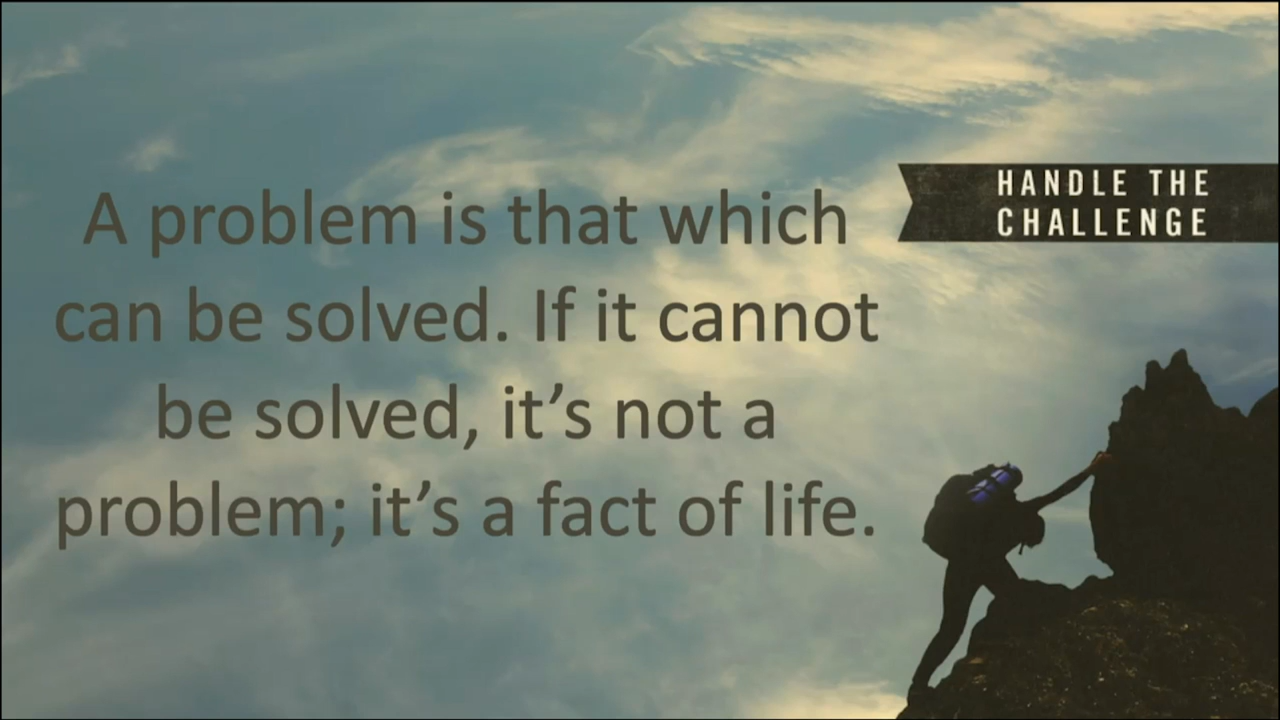 A problem is that which
can be solved. If it cannot
be solved, it’s not a
problem; it’s a fact of life.
HANDLE THE
CHALLENGE